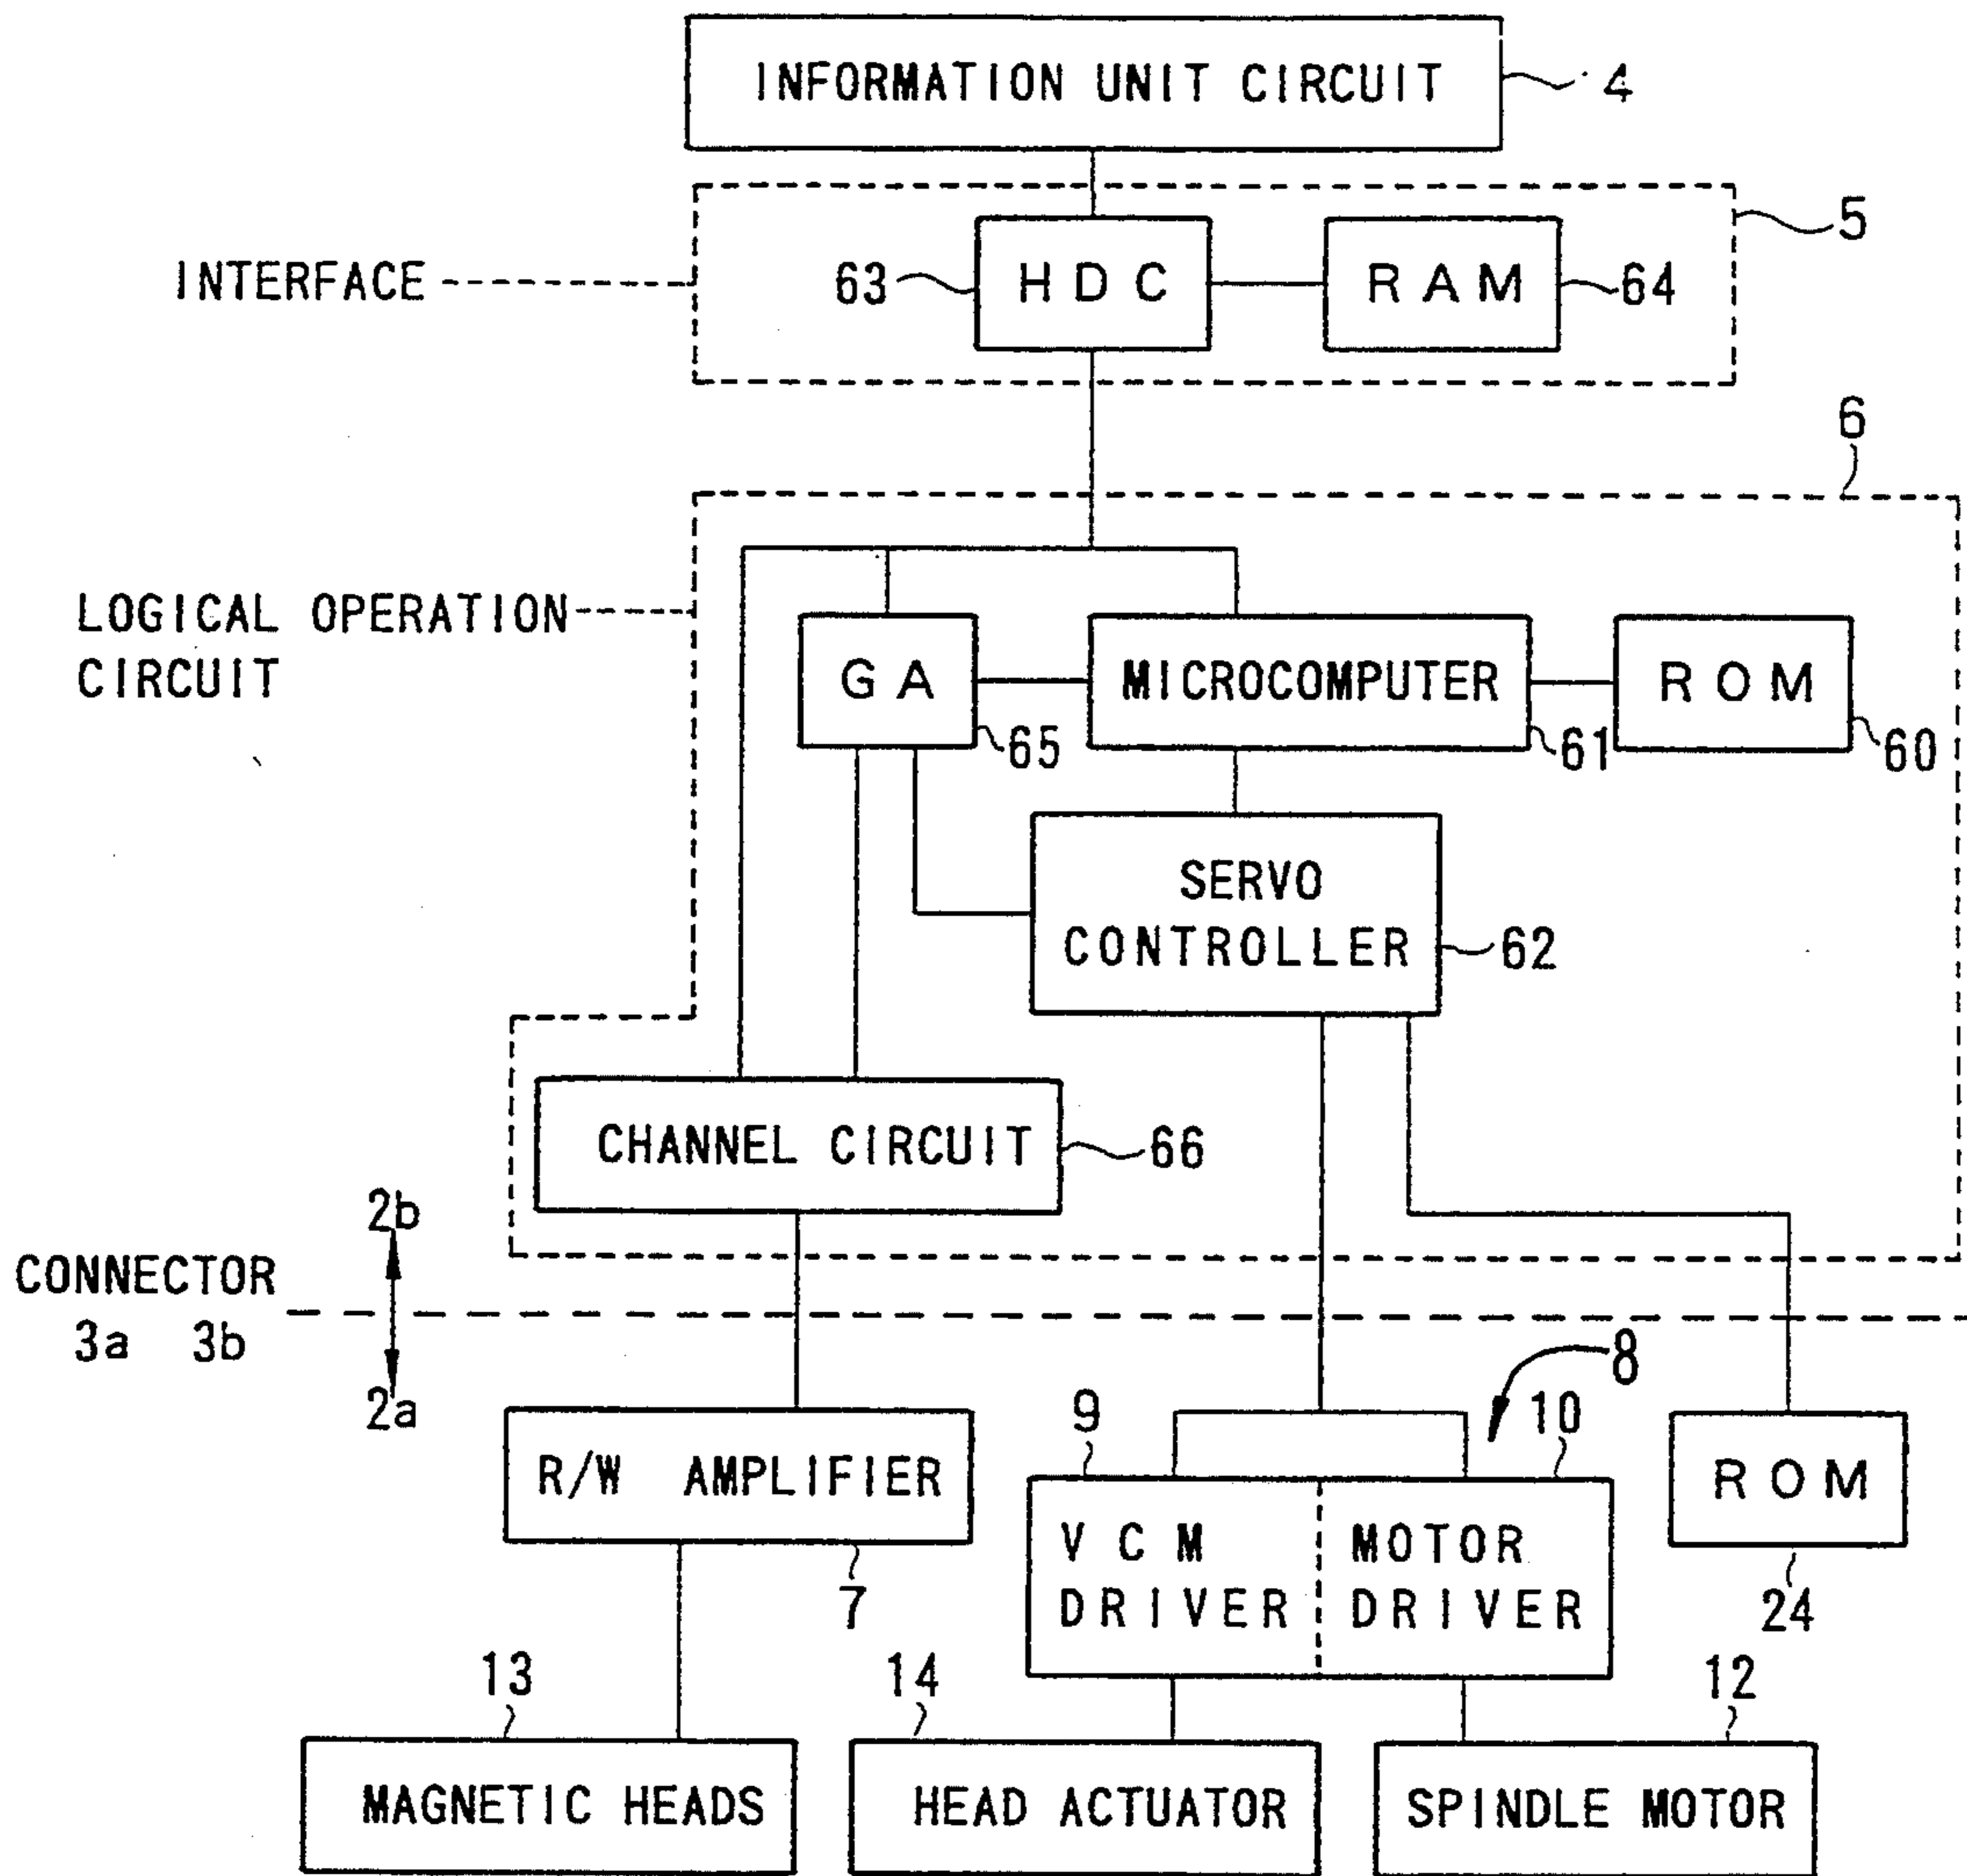 INFORMATION UNIT CIRCUIT
4
5
INTERFACE
63
HDC
RAM
64
6
LOGICAL OPERATION
CIRCUIT
GA
65
MICROCOMPUTER
61
ROM
60
SERVO
CONTROLLER
62
CHANNEL CIRCUIT
66
2b
CONNECTOR
3a 3b
2a
8
R/W AMPLIFIER
7
9
10
VCM
DRIVER
MOTOR
DRIVER
ROM
24
13
14
12
MAGNETIC HEADS
HEAD ACTUATOR
SPINDLE MOTOR